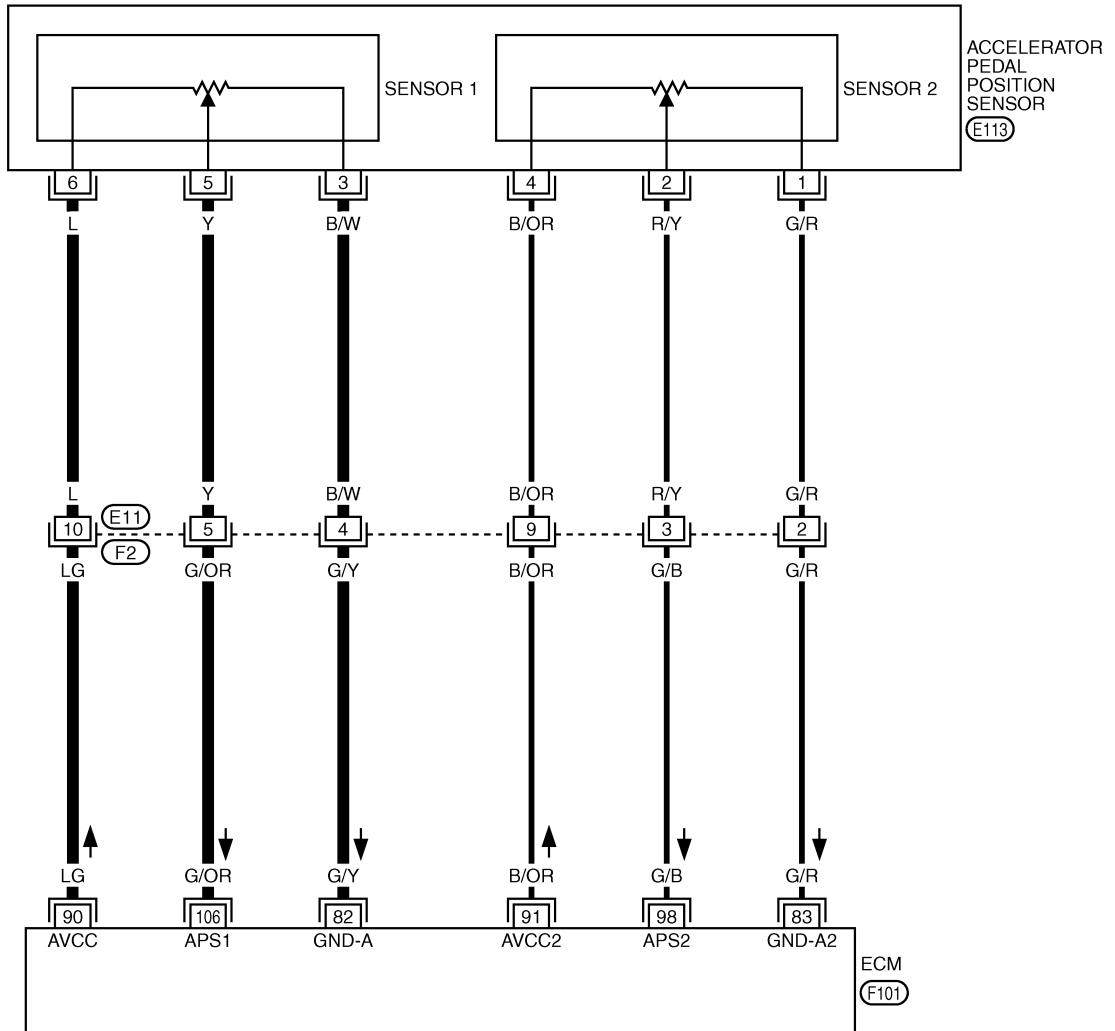 ACCELERATOR
PEDAL
POSITION
SENSOR
E113
SENSOR 1
SENSOR 2
6 5 3 4 2 1
L Y B/W B/OR R/Y G/R
L Y B/W B/OR R/Y G/R
E11
10 5 4 9 3 2
F2
LG G/OR G/Y B/OR G/B G/R
LG G/OR G/Y B/OR G/B G/R
90 106 82 91 98 83
AVCC APS1 GND-A AVCC2 APS2 GND-A2
ECM
F101